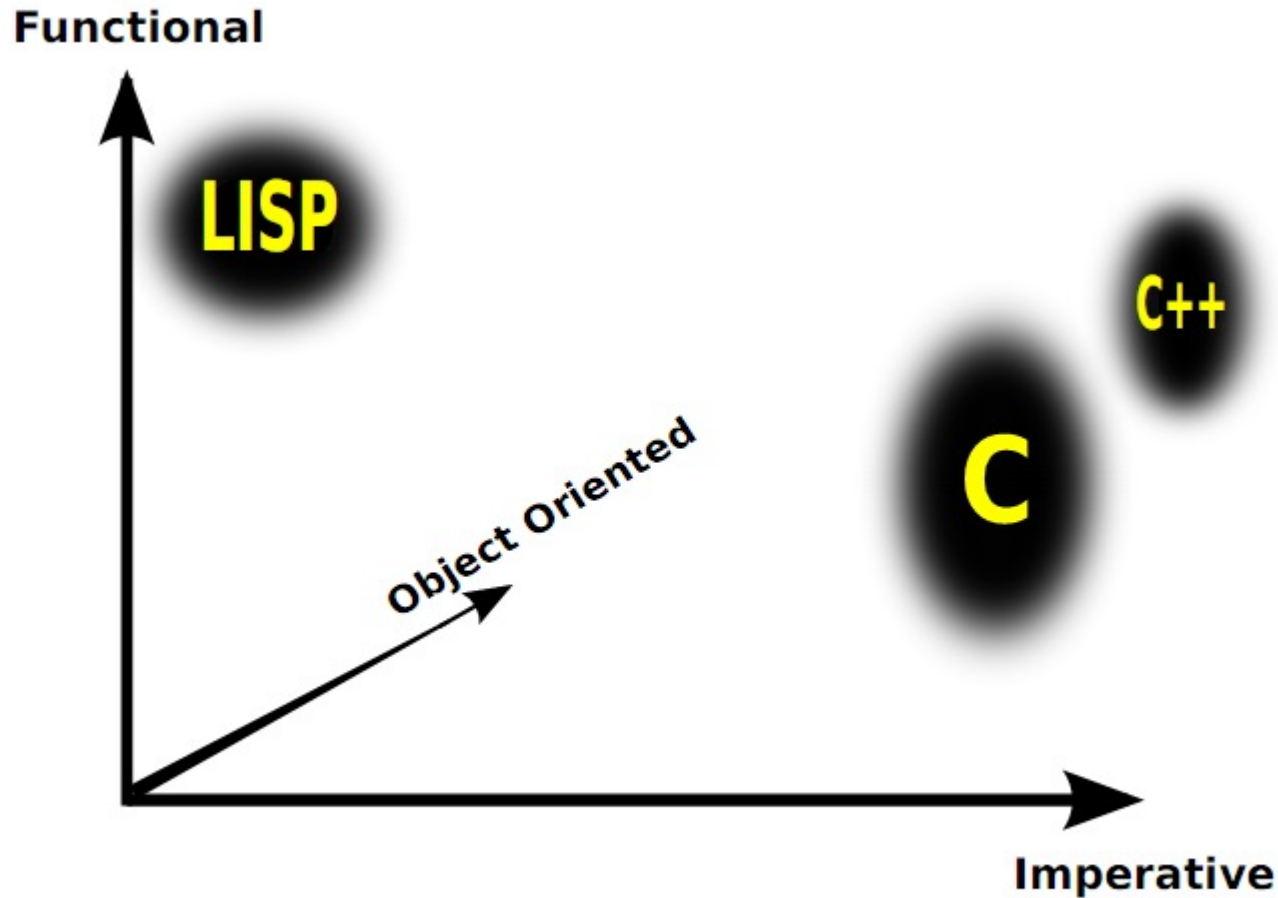 Functional
LISP
C++
C
Object Oriented
Imperative